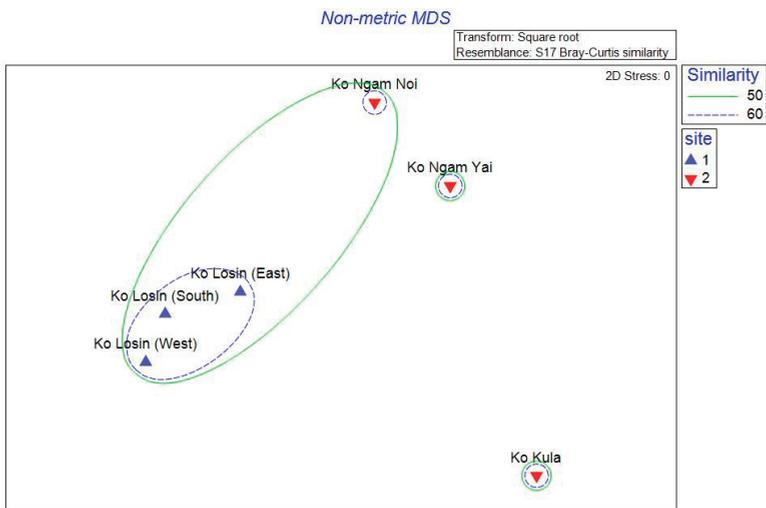 Non-metric MDS
Transform: Square root
Resemblance: S17 Bray-Curtis similarity
2D Stress: 0
Similarity
50
60
site
1
2
Ko Ngam Noi
Ko Ngam Yai
Ko Losin (East)
Ko Losin (South)
Ko Losin (West)
Ko Kula